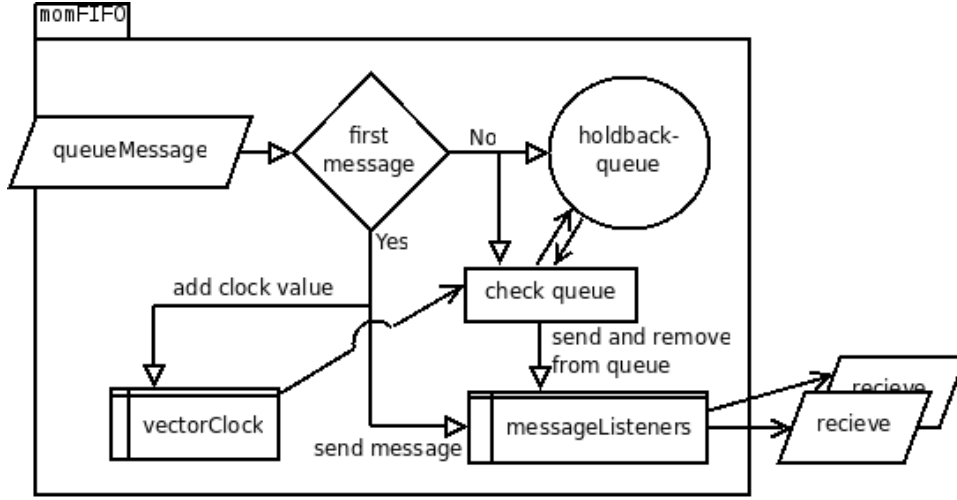 momFIFO
queueMessage
first
message
No
holdback-
queue
Yes
add clock value
check queue
send and remove
from queue
vectorClock
send message
messageListeners
recieve
recieve